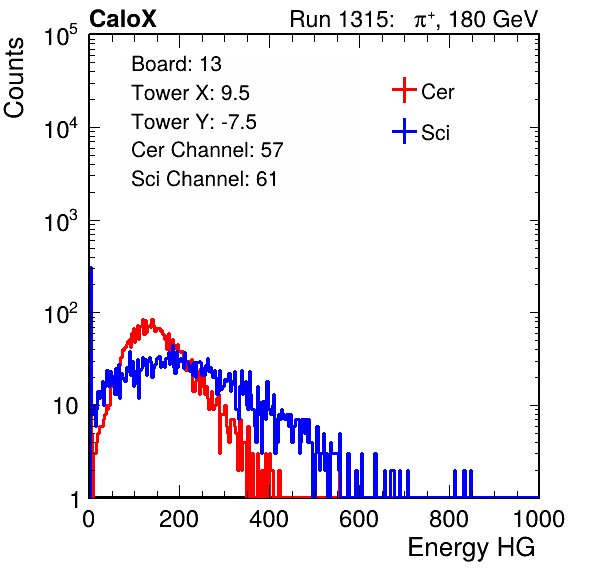 CaloX Run 1315: π⁺, 180 GeV
Board: 13
Tower X: 9.5
Tower Y: -7.5
Cer Channel: 57
Sci Channel: 61
Cer
Sci
Counts
10⁵
10⁴
10³
10²
10
1
0 200 400 600 800 1000
Energy HG